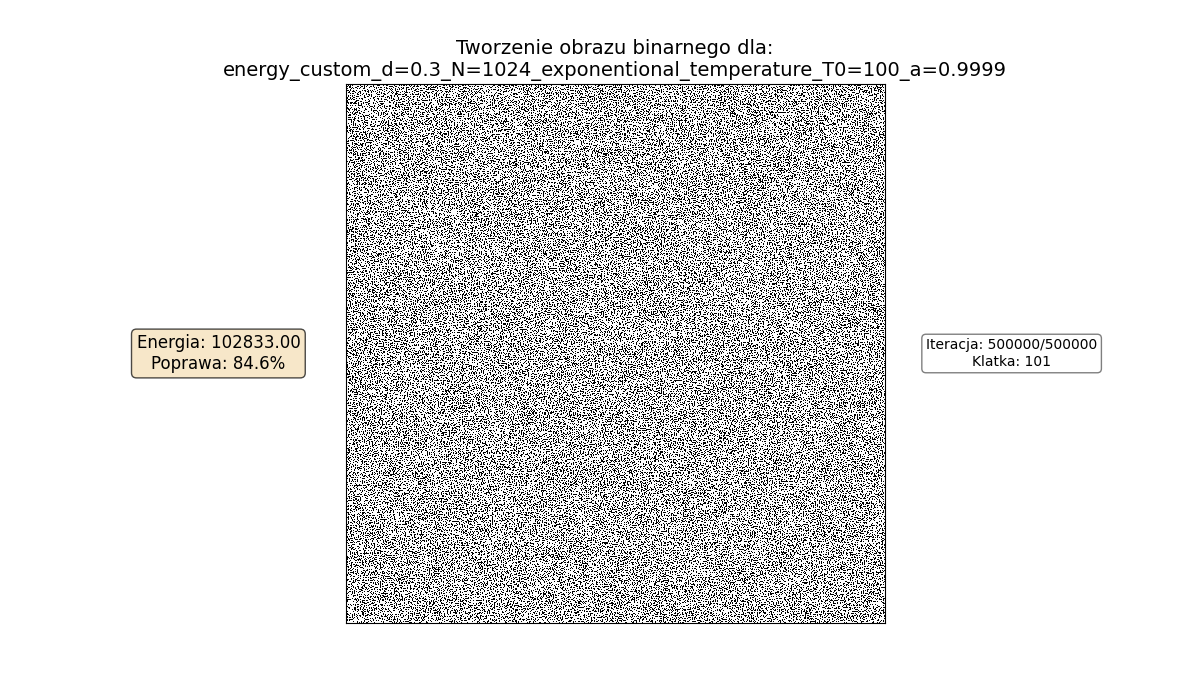 Tworzenie obrazu binarnego dla:
energy_custom_d=0.3_N=1024_exponentional_temperature_T0=100_a=0.9999
Energia: 102833.00
Poprawa: 84.6%
Iteracja: 500000/500000
Klatka: 101